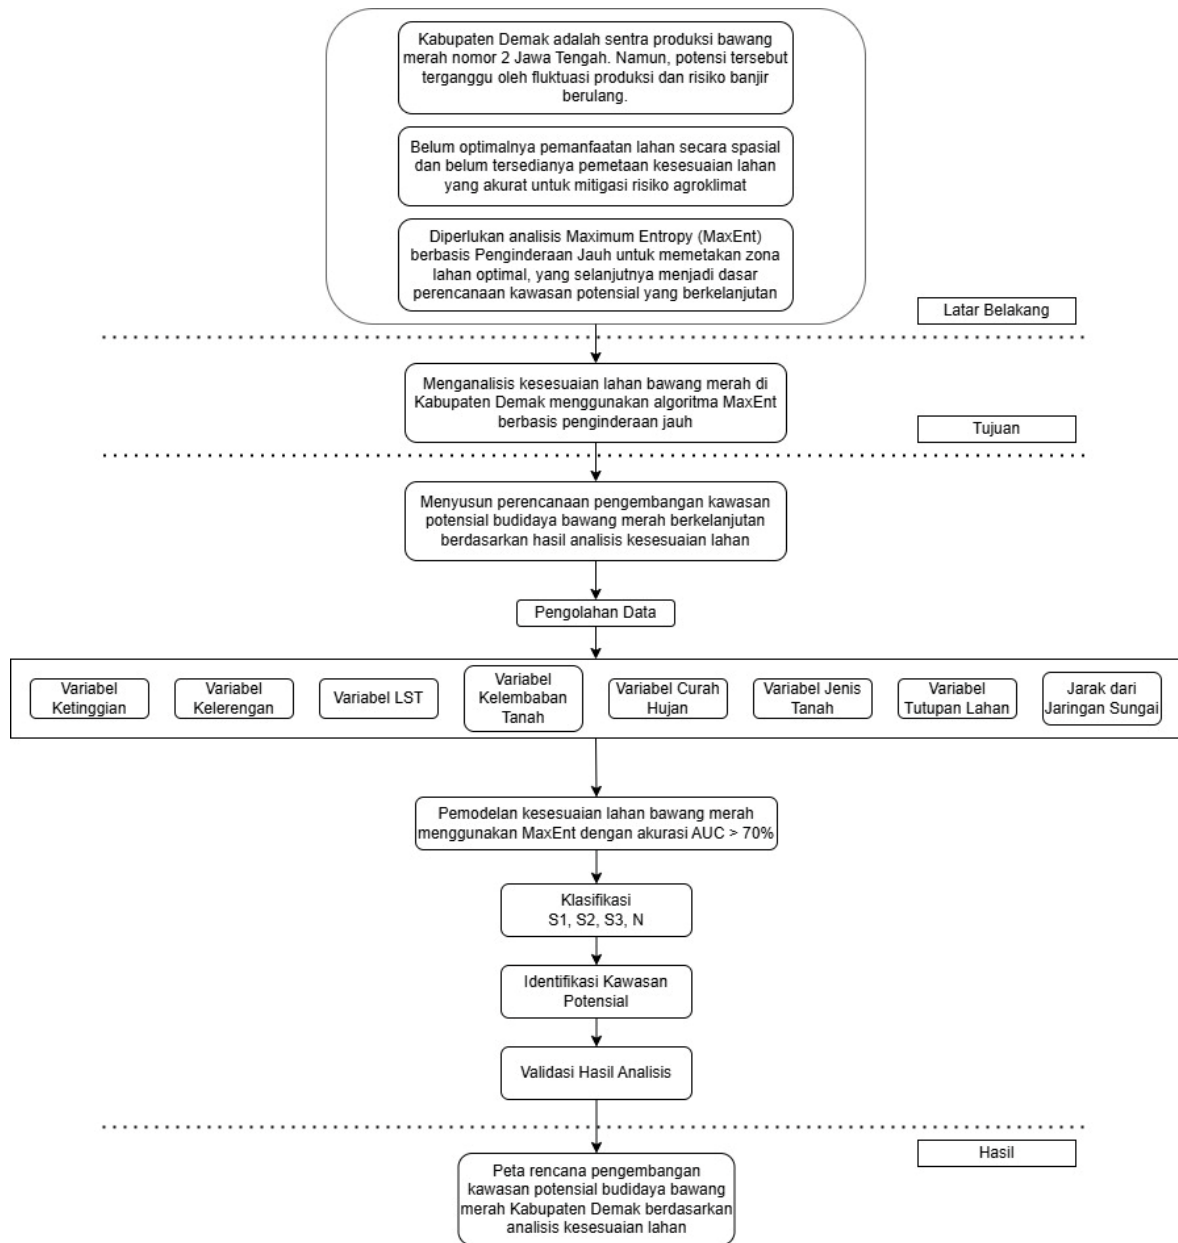 Kabupaten Demak adalah sentra produksi bawang
merah nomor 2 Jawa Tengah. Namun, potensi tersebut
terganggu oleh fluktuasi produksi dan risiko banjir
berulang.
Belum optimalnya pemanfaatan lahan secara spasial
dan belum tersedianya pemetaan kesesuaian lahan
yang akurat untuk mitigasi risiko agroklimat
Diperlukan analisis Maximum Entropy (MaxEnt)
berbasis Penginderaan Jauh untuk memetakan zona
lahan optimal, yang selanjutnya menjadi dasar
perencanaan kawasan potensial yang berkelanjutan
Latar Belakang
Menganalisis kesesuaian lahan bawang merah di
Kabupaten Demak menggunakan algoritma MaxEnt
berbasis penginderaan jauh
Tujuan
Menyusun perencanaan pengembangan kawasan
potensial budidaya bawang merah berkelanjutan
berdasarkan hasil analisis kesesuaian lahan
Pengolahan Data
Variabel
Ketinggian
Variabel
Kelerengan
Variabel LST
Variabel
Kelembaban
Tanah
Variabel Curah
Hujan
Variabel Jenis
Tanah
Variabel
Tutupan Lahan
Jarak dari
Jaringan Sungai
Pemodelan kesesuaian lahan bawang merah
menggunakan MaxEnt dengan akurasi AUC > 70%
Klasifikasi
S1, S2, S3, N
Identifikasi Kawasan
Potensial
Validasi Hasil Analisis
Hasil
Peta rencana pengembangan
kawasan potensial budidaya bawang
merah Kabupaten Demak berdasarkan
analisis kesesuaian lahan